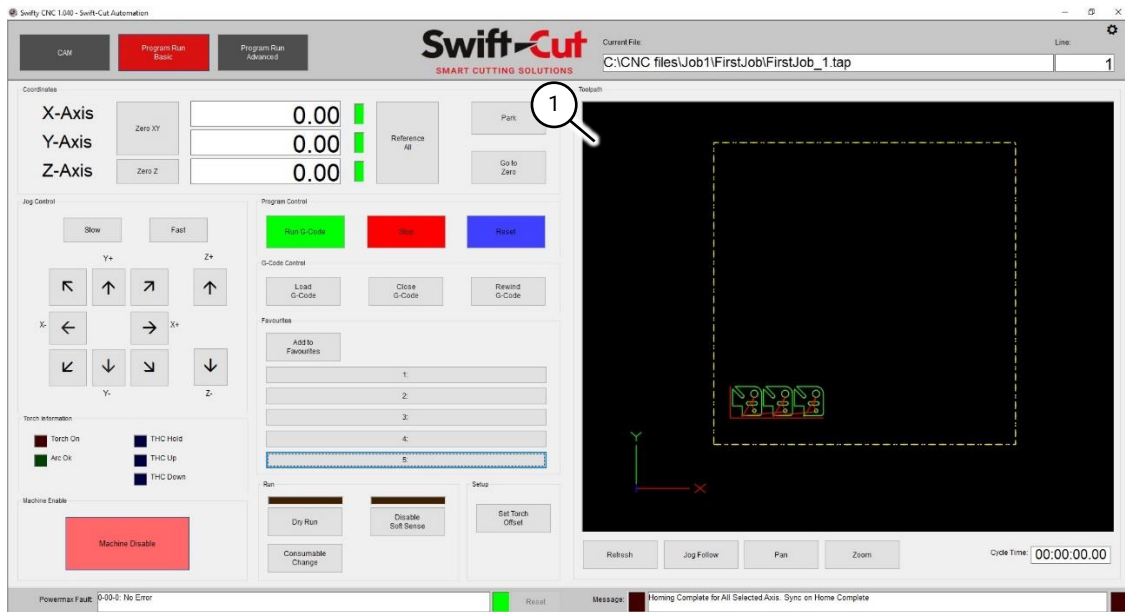 Swifty CNC 1.040 - Swift-Cut Automation
CAM
Program Run
Basic
Program Run
Advanced
Swift-Cut
SMART CUTTING SOLUTIONS
Current File:
C:\CNC files\Job1\FirstJob\FirstJob_1.tap
Line:
1
Coordinates
X-Axis
Y-Axis
Z-Axis
Zero XY
Zero Z
0.00
0.00
0.00
Reference
All
Park
Go to
Zero
Toolpath
1
Jog Control
Slow
Fast
Y+
Z+
X-
X+
Y-
Z-
Program Control
Run G-Code
Stop
Reset
G-Code Control
Load
G-Code
Close
G-Code
Rewind
G-Code
Favourites
Add to
Favourites
1:
2:
3:
4:
5:
Torch Information
Torch On
Arc Ok
THC Hold
THC Up
THC Down
Machine Enable
Machine Disable
Run
Dry Run
Disable
Soft Sense
Consumable
Change
Setup
Set Torch
Offset
Y
X
Refresh
Jog Follow
Pan
Zoom
Cycle Time:
00:00:00.00
Powermax Fault:
0-00-0: No Error
Reset
Message:
Homing Complete for All Selected Axis. Sync on Home Complete